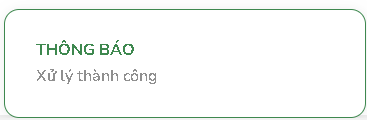 THÔNG BÁO
Xử lý thành công